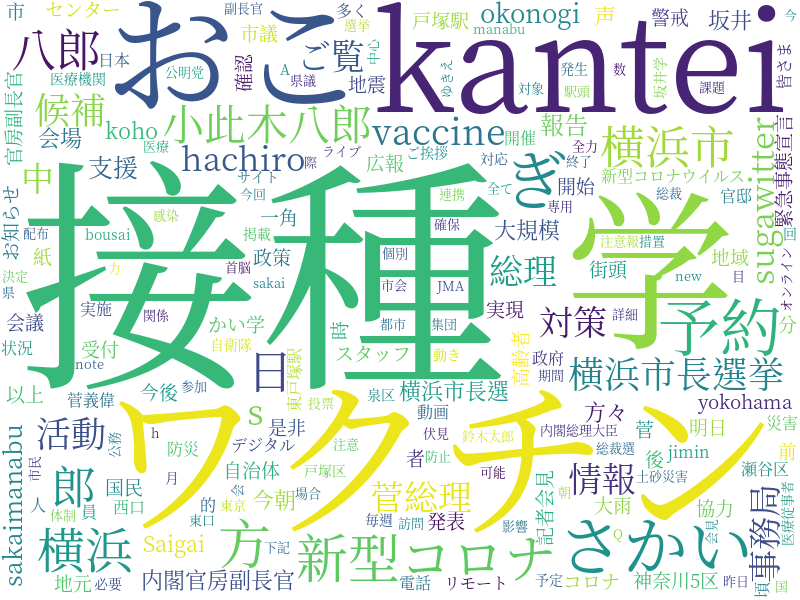 市
センター
副長官
多く
戸塚駅
manabu
声
警戒
坂井
今
八郎
おこ
kantei
okonogi
市議
公明党
選挙
日本
ご覧
確認
A
中心
医療機関
県議
地震
ゆきえ
発生
駅頭
数
課題
坂井学
皆さま
対象
官房副長官
候補
会場
koho
小此木八郎
vaccine
報告
開催
横浜市
医療
ライブ
ご挨拶
全力
支援
hachiro
際
広報
対応
終了
新型コロナウイルス
緊急事態宣言
sugawitter
中
サイト
ぎ
開始
総裁
官邸
専用
お知らせ
接種
学
連携
全て
今回
感染
一角
確保
大規模
bousai
配布
紙
掲載
政策
個別
総理
街頭
注意報
措置
地域
回
オンライン
決定
力
首脳
sakai
市会
JMA
new
目
県
実施
関係
実現
予約
会議
かい学
時
都市
集団
対策
詳細
分
状況
受付
自衛隊
スタッフ
動き
高齢者
政府
note
日
東戸塚駅
横浜市長選
期間
横浜市長選挙
以上
今後
参加
泉区
菅義偉
s
投票
動画
方々
菅
yokohama
ワクチン
活動
h
是非
注意
伏見
鈴木太郎
内閣総理大臣
総裁選
明日
災害
公務
防災
デジタル
者
防止
後
jimin
前
sakaimanabu
郎
市民
月
自治体
会
戸塚区
菅総理
可能
情報
土砂災害
瀬谷区
人
国民
的
東京
場合
記者会見
朝
事務局
医療従事者
体制
員
西口
今朝
東口
毎週
訪問
発表
影響
大雨
協力
会見
Q
横浜
Saigai
方
新型コロナ
さかい
頃
地元
必要
内閣官房副長官
下記
電話
リモート
予定
コロナ
神奈川5区
昨日
国